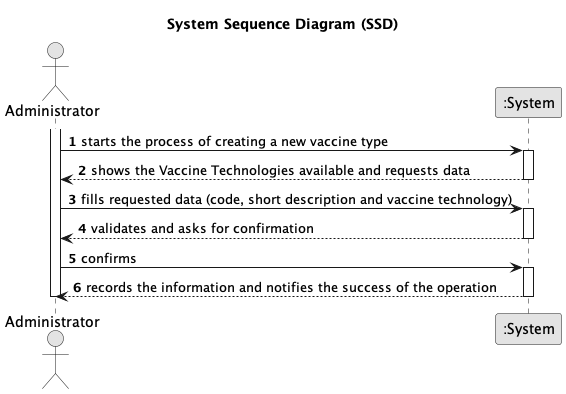 System Sequence Diagram (SSD)
Administrator
:System
1 starts the process of creating a new vaccine type
2 shows the Vaccine Technologies available and requests data
3 fills requested data (code, short description and vaccine technology)
4 validates and asks for confirmation
5 confirms
6 records the information and notifies the success of the operation
Administrator
:System